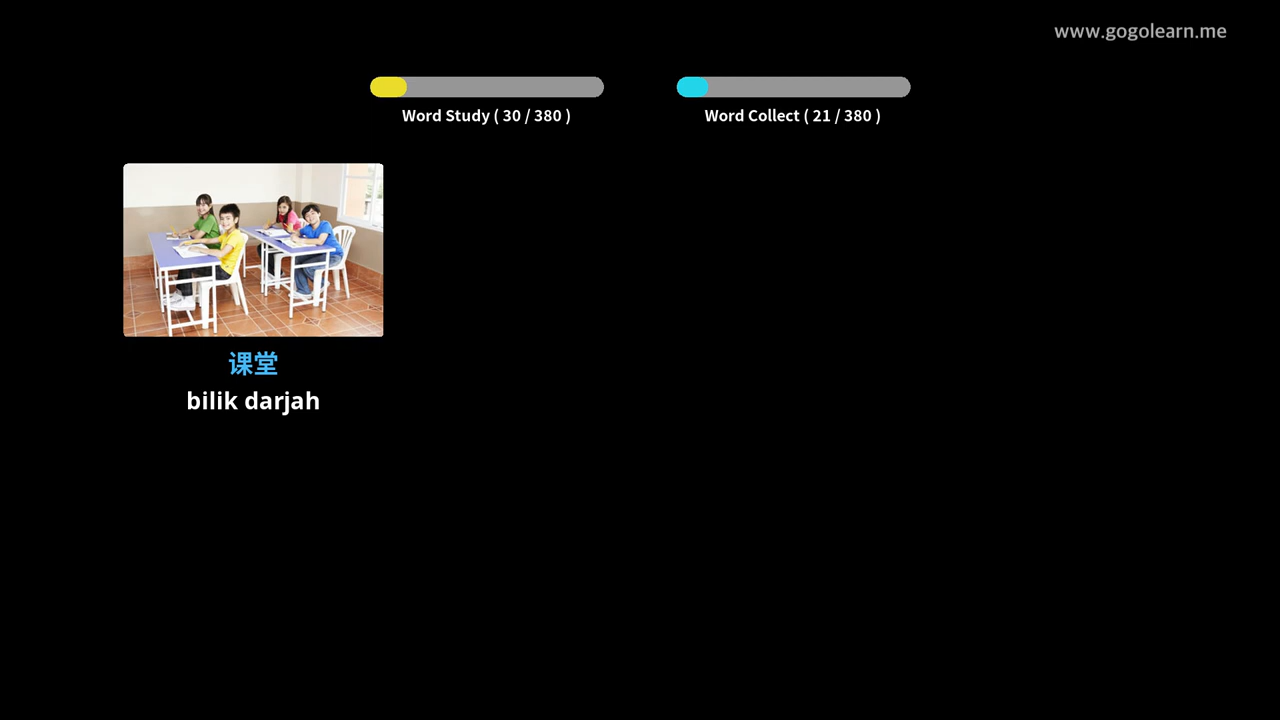 www.gogolearn.me
Word Study ( 30 / 380 )
Word Collect ( 21 / 380 )
课堂
bilik darjah